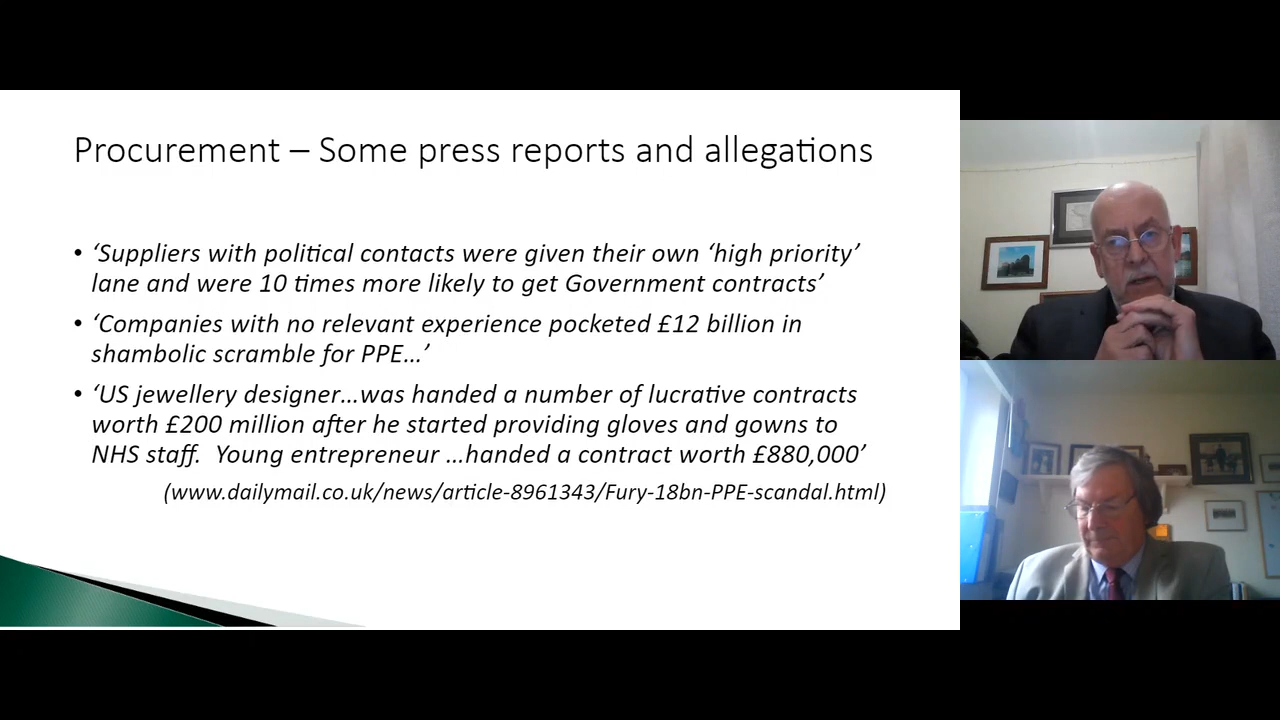 Procurement – Some press reports and allegations
• ‘Suppliers with political contacts were given their own ‘high priority’
lane and were 10 times more likely to get Government contracts’
• ‘Companies with no relevant experience pocketed £12 billion in
shambolic scramble for PPE…’
• ‘US jewellery designer…was handed a number of lucrative contracts
worth £200 million after he started providing gloves and gowns to
NHS staff.  Young entrepreneur …handed a contract worth £880,000’
(www.dailymail.co.uk/news/article-8961343/Fury-18bn-PPE-scandal.html)